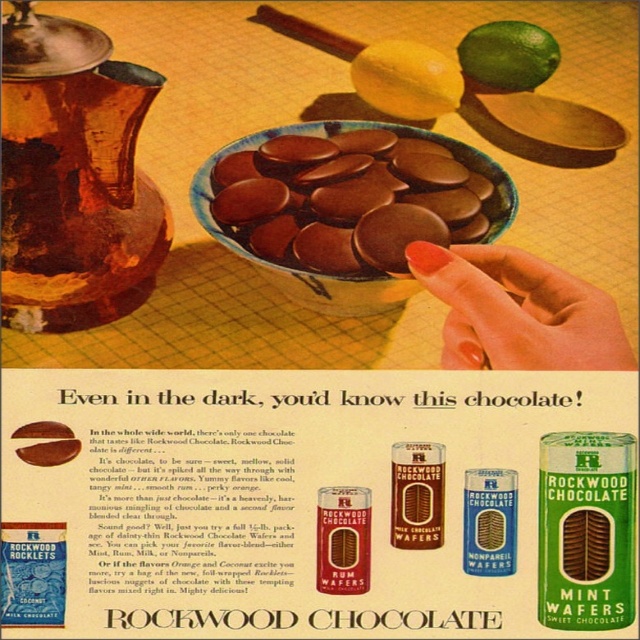 Even in the dark, you'd know this chocolate!
In the whole wide world, there's only one chocolate
that tastes like Rockwood Chocolate. Rockwood Choc-
olate is different...
It's chocolate, to be sure — sweet, mellow, solid
chocolate — but it's spiked all the way through with
wonderful OTHER FLAVORS. Yummy flavors like cool,
tangy mint... smooth rum... perky orange.
It's more than just chocolate — it's a heavenly, har-
monious mingling of chocolate and a second flavor
blended clear through.
Sound good? Well, just you try a full ½-lb. pack-
age of dainty-thin Rockwood Chocolate Wafers and
see. You can pick your favorite flavor-blend—either
Mint, Rum, Milk, or Nonpareils.
Or if the flavors Orange and Coconut excite you
more, try a bag of the new, foil-wrapped Rocklets—
luscious nuggets of chocolate with these tempting
flavors mixed right in. Mighty delicious!
ROCKWOOD
ROCKLETS
COCONUT
MILK CHOCOLATE
R
ROCKWOOD
CHOCOLATE
RUM
WAFERS
R
ROCKWOOD
CHOCOLATE
MILK CHOCOLATE
WAFERS
R
ROCKWOOD
CHOCOLATE
NONPAREIL
WAFERS
R
ROCKWOOD
CHOCOLATE
MINT
WAFERS
SWEET CHOCOLATE
ROCKWOOD CHOCOLATE